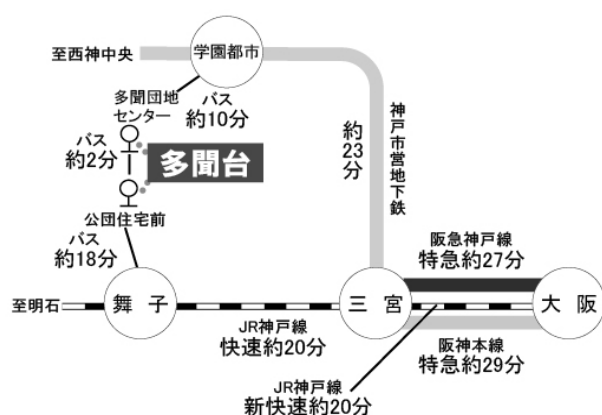 至西神中央
学園都市
多聞団地
センター
バス
約10分
バス
約2分
多聞台
約23分
神戸市営地下鉄
公団住宅前
バス
約18分
阪急神戸線
特急約27分
至明石
舞子
三宮
大阪
JR神戸線
快速約20分
阪神本線
特急約29分
JR神戸線
新快速約20分